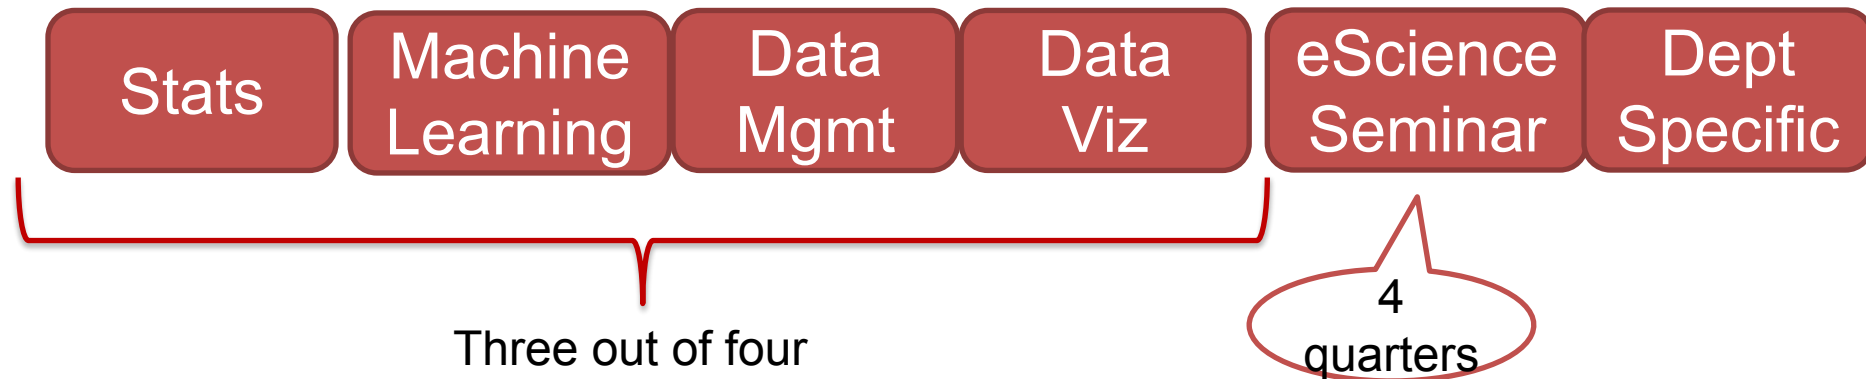 Stats
Machine
Learning
Data
Mgmt
Data
Viz
eScience
Seminar
Dept
Specific
Three out of four
4
quarters